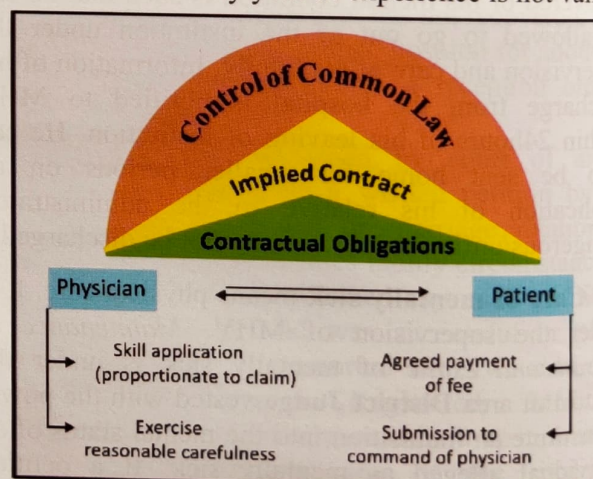 Control of Common Law
Implied Contract
Contractual Obligations
Physician
Patient
Skill application
(proportionate to claim)
Agreed payment
of fee
Exercise
reasonable carefulness
Submission to
command of physician